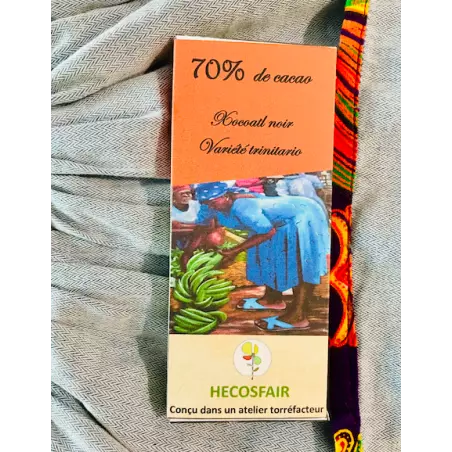 70% de cacao
Xocoatl noir
Variété trinitario
HECOSFAIR
Conçu dans un atelier torréfacteur